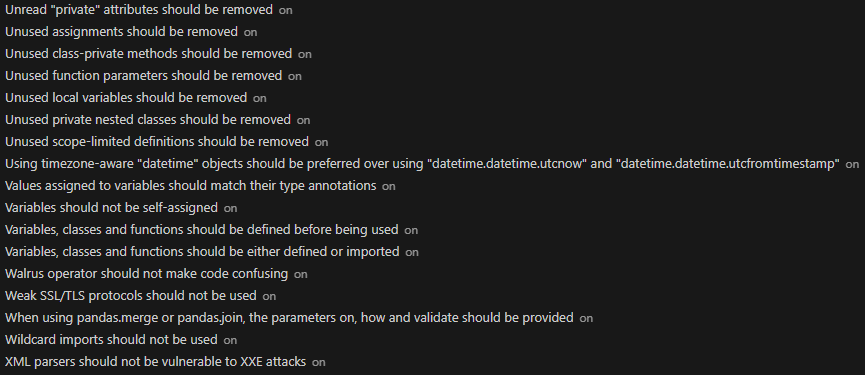 Unread "private" attributes should be removed on
Unused assignments should be removed on
Unused class-private methods should be removed on
Unused function parameters should be removed on
Unused local variables should be removed on
Unused private nested classes should be removed on
Unused scope-limited definitions should be removed on
Using timezone-aware "datetime" objects should be preferred over using "datetime.datetime.utcnow" and "datetime.datetime.utcfromtimestamp" on
Values assigned to variables should match their type annotations on
Variables should not be self-assigned on
Variables, classes and functions should be defined before being used on
Variables, classes and functions should be either defined or imported on
Walrus operator should not make code confusing on
Weak SSL/TLS protocols should not be used on
When using pandas.merge or pandas.join, the parameters on, how and validate should be provided on
Wildcard imports should not be used on
XML parsers should not be vulnerable to XXE attacks on